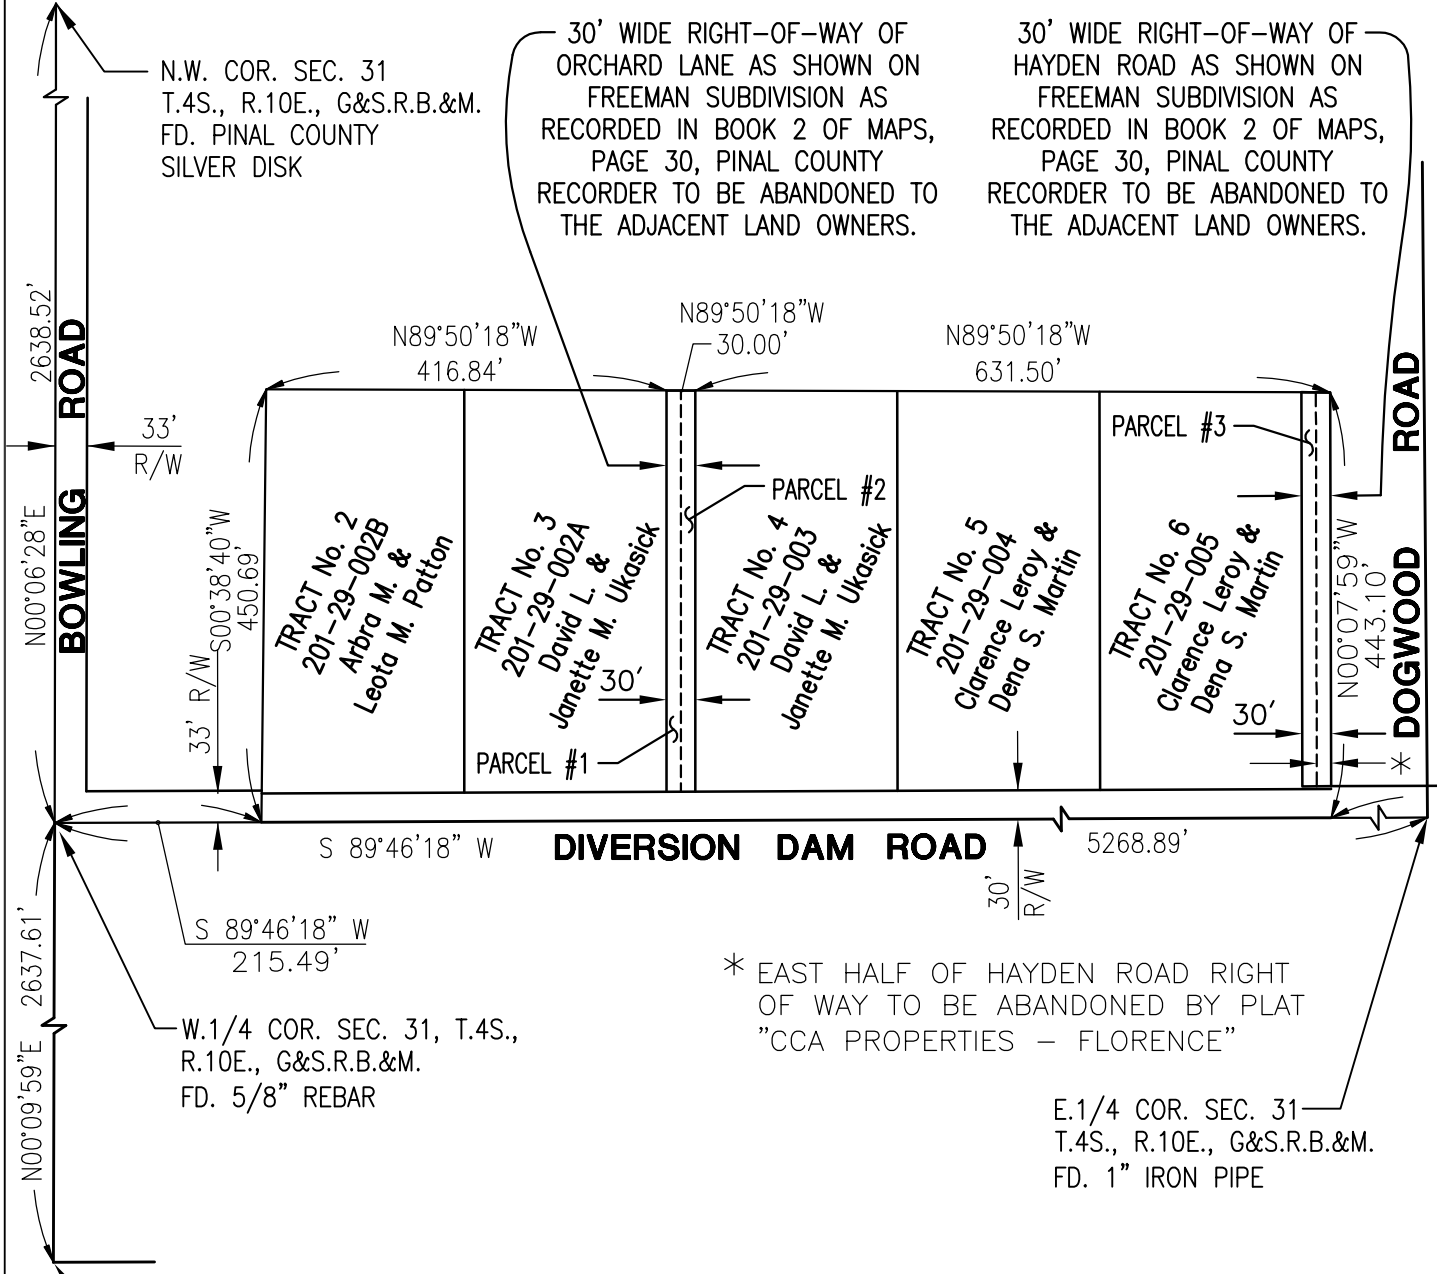 N.W. COR. SEC. 31
T.4S., R.10E., G&S.R.B.&M.
FD. PINAL COUNTY
SILVER DISK
30' WIDE RIGHT-OF-WAY OF
ORCHARD LANE AS SHOWN ON
FREEMAN SUBDIVISION AS
RECORDED IN BOOK 2 OF MAPS,
PAGE 30, PINAL COUNTY
RECORDER TO BE ABANDONED TO
THE ADJACENT LAND OWNERS.
30' WIDE RIGHT-OF-WAY OF
HAYDEN ROAD AS SHOWN ON
FREEMAN SUBDIVISION AS
RECORDED IN BOOK 2 OF MAPS,
PAGE 30, PINAL COUNTY
RECORDER TO BE ABANDONED TO
THE ADJACENT LAND OWNERS.
N00°06'28"E 2638.52'
BOWLING ROAD
33'
R/W
N89°50'18"W
416.84'
N89°50'18"W
30.00'
N89°50'18"W
631.50'
S00°38'40"W
450.69'
33' R/W
TRACT No. 2
201-29-002B
Arbra M. &
Leota M. Patton
TRACT No. 3
201-29-002A
David L. &
Janette M. Ukasick
30'
PARCEL #1
PARCEL #2
TRACT No. 4
201-29-003
David L. &
Janette M. Ukasick
TRACT No. 5
201-29-004
Clarence Leroy &
Dena S. Martin
PARCEL #3
TRACT No. 6
201-29-005
Clarence Leroy &
Dena S. Martin
30'
*
N00°07'59"W
443.10'
DOGWOOD ROAD
S 89°46'18" W
DIVERSION DAM ROAD
5268.89'
30'
R/W
S 89°46'18" W
215.49'
N00°09'59"E 2637.61'
W.1/4 COR. SEC. 31, T.4S.,
R.10E., G&S.R.B.&M.
FD. 5/8" REBAR
* EAST HALF OF HAYDEN ROAD RIGHT
OF WAY TO BE ABANDONED BY PLAT
"CCA PROPERTIES - FLORENCE"
E.1/4 COR. SEC. 31
T.4S., R.10E., G&S.R.B.&M.
FD. 1" IRON PIPE